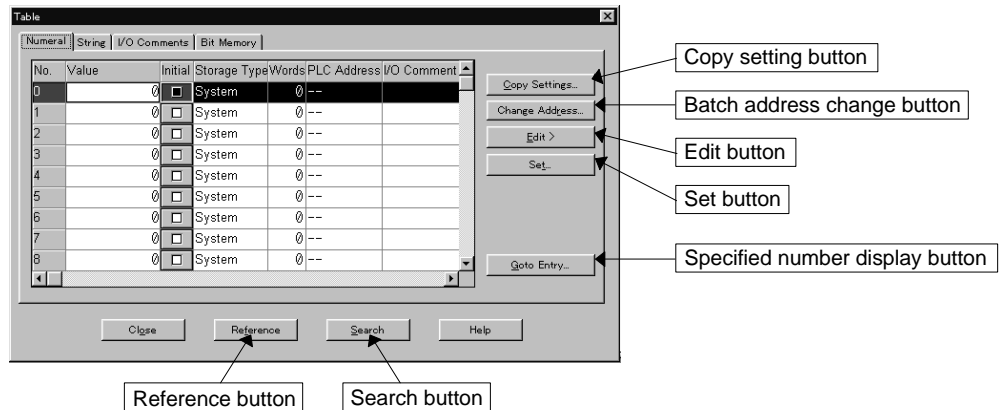 Table
Numeral String I/O Comments Bit Memory
No. Value Initial Storage Type Words PLC Address I/O Comment
0 0 System 0 --
1 0 System 0 --
2 0 System 0 --
3 0 System 0 --
4 0 System 0 --
5 0 System 0 --
6 0 System 0 --
7 0 System 0 --
8 0 System 0 --
Copy Settings...
Change Address...
Edit >
Set...
Goto Entry...
Close Reference Search Help
Copy setting button
Batch address change button
Edit button
Set button
Specified number display button
Reference button Search button